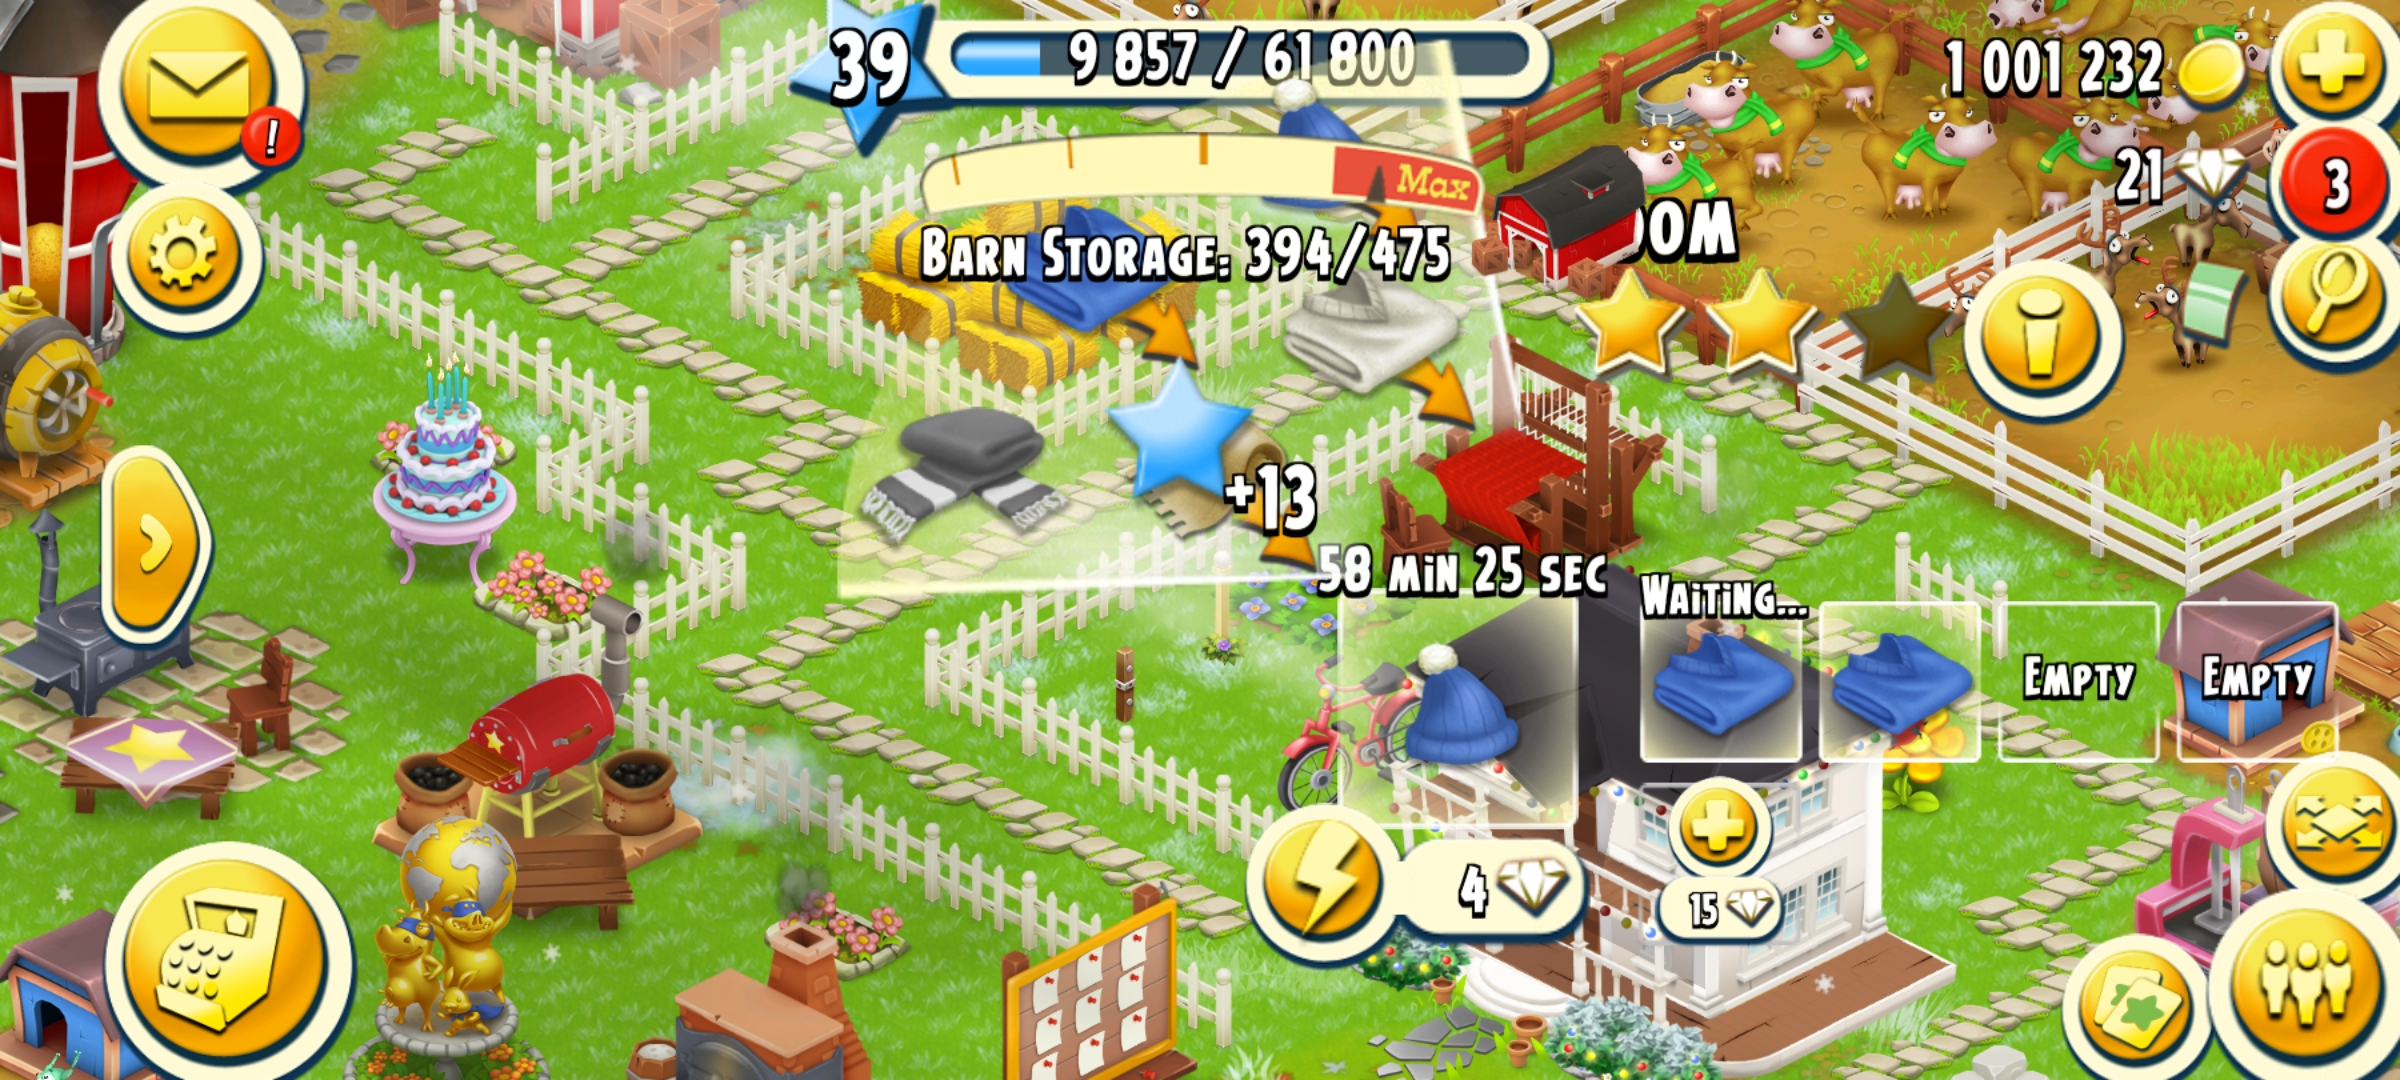 39
9 857 / 61 800
1 001 232
!
Max
21
3
BARN STORAGE: 394/475
OOM
+13
58 MIN 25 SEC
WAITING...
EMPTY
EMPTY
4
15